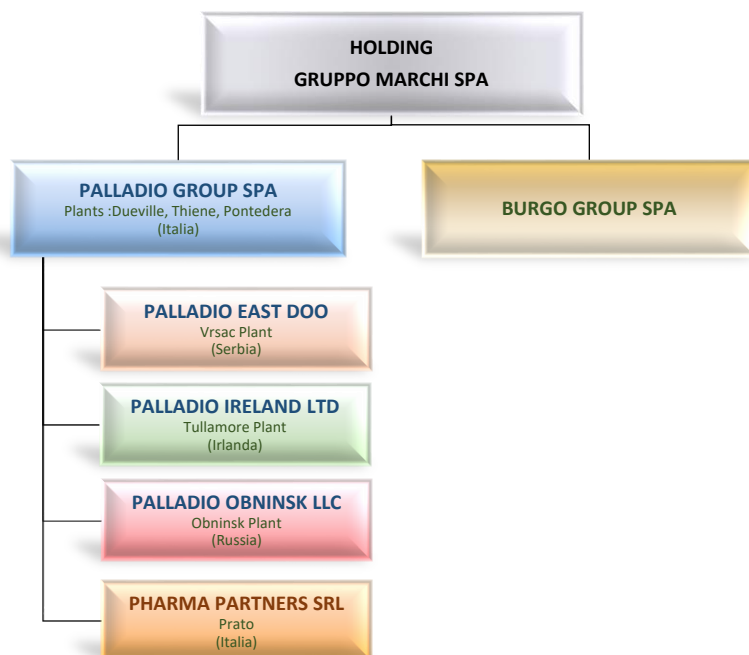 HOLDING
GRUPPO MARCHI SPA
PALLADIO GROUP SPA
Plants :Dueville, Thiene, Pontedera
(Italia)
BURGO GROUP SPA
PALLADIO EAST DOO
Vrsac Plant
(Serbia)
PALLADIO IRELAND LTD
Tullamore Plant
(Irlanda)
PALLADIO OBNINSK LLC
Obninsk Plant
(Russia)
PHARMA PARTNERS SRL
Prato
(Italia)